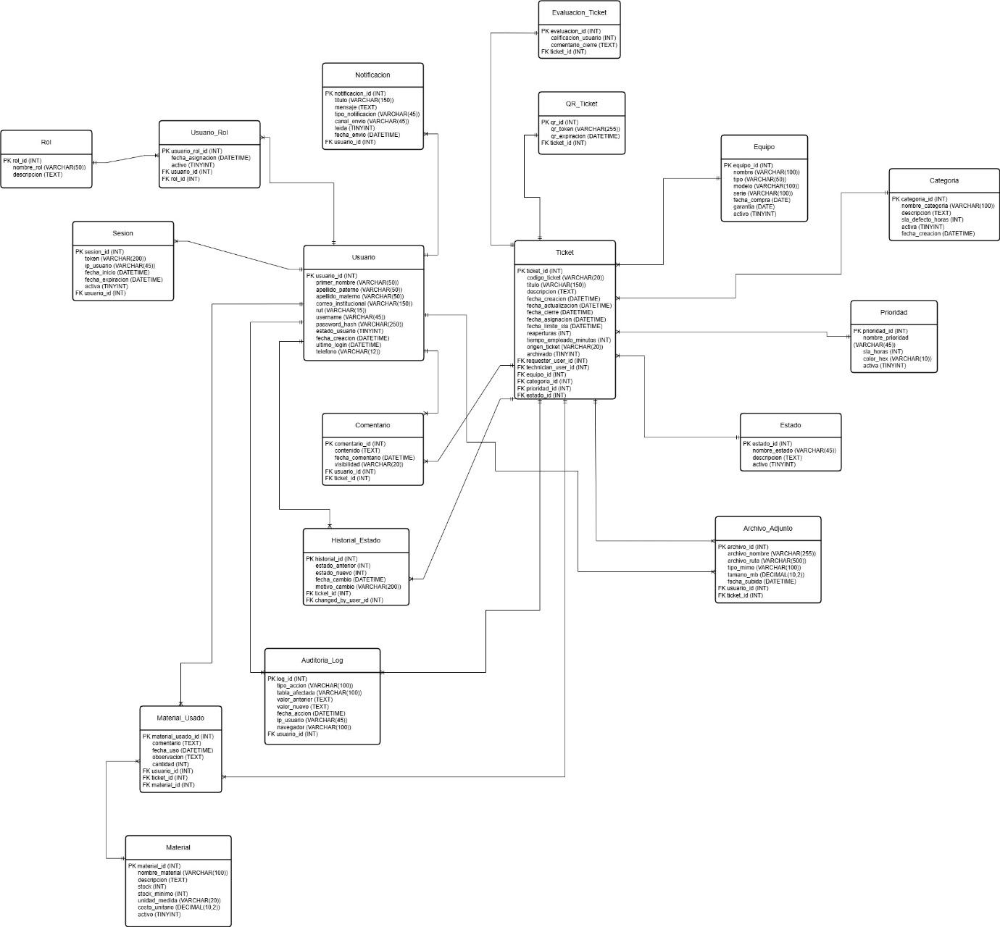 Evaluacion_Ticket
PK evaluacion_id (INT)
calificacion_usuario (INT)
comentario_cierre (TEXT)
FK ticket_id (INT)
Notificacion
PK notificacion_id (INT)
titulo (VARCHAR(150))
mensaje (TEXT)
tipo_notificacion (VARCHAR(45))
canal_envio (VARCHAR(45))
leida (TINYINT)
fecha_envio (DATETIME)
FK usuario_id (INT)
QR_Ticket
PK qr_id (INT)
qr_token (VARCHAR(255)
qr_expiracion (DATETIME)
FK ticket_id (INT)
Rol
PK rol_id (INT)
nombre_rol (VARCHAR(50))
descripcion (TEXT)
Usuario_Rol
PK usuario_rol_id (INT)
fecha_asignacion (DATETIME)
activo (TINYINT)
FK usuario_id (INT)
FK rol_id (INT)
Equipo
PK equipo_id (INT)
nombre (VARCHAR(100))
tipo (VARCHAR(50))
modelo (VARCHAR(100))
serie (VARCHAR(100))
fecha_compra (DATE)
garantia (DATE)
activo (TINYINT)
Categoria
PK categoria_id (INT)
nombre_categoria (VARCHAR(100))
descripcion (TEXT)
sla_defecto_horas (INT)
activa (TINYINT)
fecha_creacion (DATETIME)
Sesion
PK sesion_id (INT)
token (VARCHAR(200))
ip_usuario (VARCHAR(45))
fecha_inicio (DATETIME)
fecha_expiracion (DATETIME)
activa (TINYINT)
FK usuario_id (INT)
Usuario
PK usuario_id (INT)
primer_nombre (VARCHAR(50))
apellido_paterno (VARCHAR(50))
apellido_materno (VARCHAR(50))
correo_institucional (VARCHAR(150))
rut (VARCHAR(15))
username (VARCHAR(45))
password_hash (VARCHAR(250))
estado_usuario (TINYINT)
fecha_creacion (DATETIME)
ultimo_login (DATETIME)
telefono (VARCHAR(12))
Ticket
PK ticket_id (INT)
codigo_ticket (VARCHAR(20))
titulo (VARCHAR(150))
descripcion (TEXT)
fecha_creacion (DATETIME)
fecha_actualizacion (DATETIME)
fecha_cierre (DATETIME)
fecha_asignacion (DATETIME)
fecha_limite_sla (DATETIME)
reaperturas (INT)
tiempo_empleado_minutos (INT)
origen_ticket (VARCHAR(20))
archivado (TINYINT)
FK requester_user_id (INT)
FK technician_user_id (INT)
FK equipo_id (INT)
FK categoria_id (INT)
FK prioridad_id (INT)
FK estado_id (INT)
Prioridad
PK prioridad_id (INT)
nombre_prioridad
(VARCHAR(45))
sla_horas (INT)
color_hex (VARCHAR(10))
activa (TINYINT)
Comentario
PK comentario_id (INT)
contenido (TEXT)
fecha_comentario (DATETIME)
visibilidad (VARCHAR(20))
FK usuario_id (INT)
FK ticket_id (INT)
Estado
PK estado_id (INT)
nombre_estado (VARCHAR(45))
descripcion (TEXT)
activo (TINYINT)
Historial_Estado
PK historial_id (INT)
estado_anterior (INT)
estado_nuevo (INT)
fecha_cambio (DATETIME)
motivo_cambio (VARCHAR(200))
FK ticket_id (INT)
FK changed_by_user_id (INT)
Archivo_Adjunto
PK archivo_id (INT)
archivo_nombre (VARCHAR(255)
archivo_ruta (VARCHAR(500))
tipo_mime (VARCHAR(100))
tamano_mb (DECIMAL(10,2))
fecha_subida (DATETIME)
FK usuario_id (INT)
FK ticket_id (INT)
Auditoria_Log
PK log_id (INT)
tipo_accion (VARCHAR(100))
tabla_afectada (VARCHAR(100))
valor_anterior (TEXT)
valor_nuevo (TEXT)
fecha_accion (DATETIME)
ip_usuario (VARCHAR(45))
navegador (VARCHAR(100))
FK usuario_id (INT)
Material_Usado
PK material_usado_id (INT)
comentario (TEXT)
fecha_uso (DATETIME)
observacion (TEXT)
cantidad (INT)
FK usuario_id (INT)
FK ticket_id (INT)
FK material_id (INT)
Material
PK material_id (INT)
nombre_material (VARCHAR(100))
descripcion (TEXT)
stock (INT)
stock_minimo (INT)
unidad_medida (VARCHAR(20))
costo_unitario (DECIMAL(10,2))
activo (TINYINT)